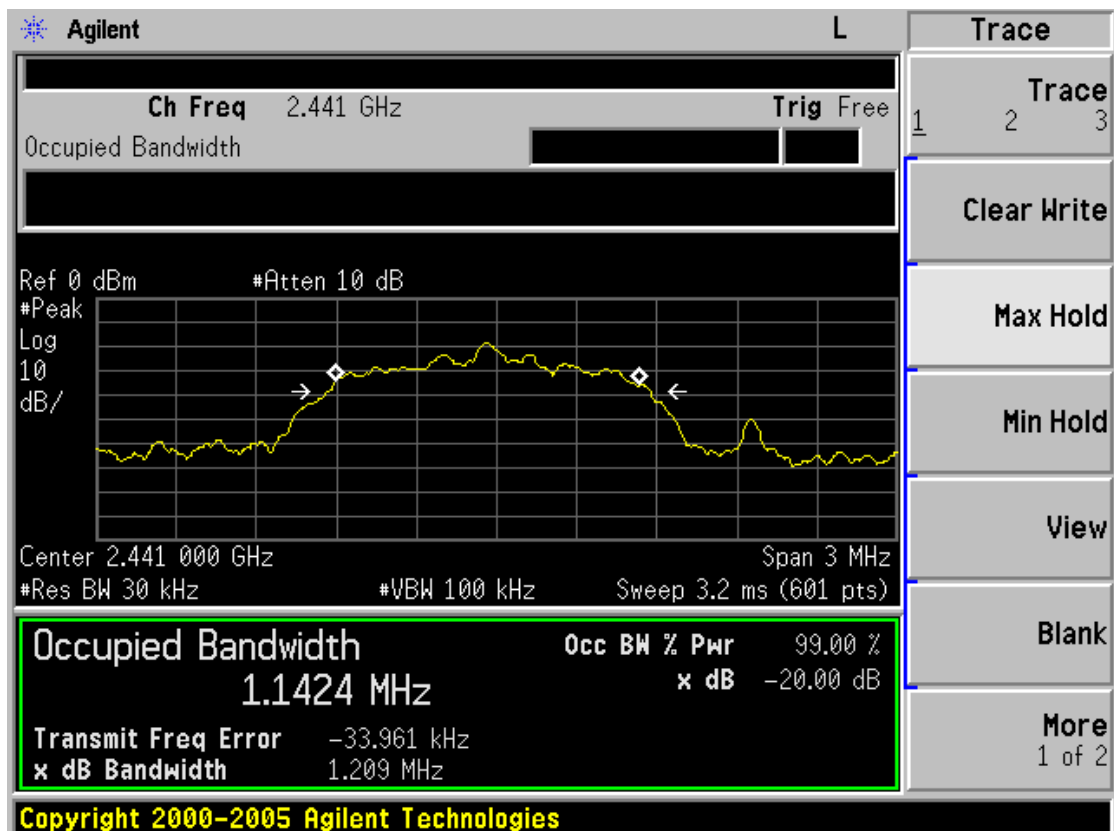 Agilent L Trace
Ch Freq 2.441 GHz Trig Free
Occupied Bandwidth
Ref 0 dBm #Atten 10 dB
#Peak
Log
10
dB/
Center 2.441 000 GHz Span 3 MHz
#Res BW 30 kHz #VBW 100 kHz Sweep 3.2 ms (601 pts)
Occupied Bandwidth
1.1424 MHz
Occ BW % Pwr 99.00 %
x dB -20.00 dB
Transmit Freq Error -33.961 kHz
x dB Bandwidth 1.209 MHz
Copyright 2000-2005 Agilent Technologies
Trace
1 2 3
Clear Write
Max Hold
Min Hold
View
Blank
More
1 of 2